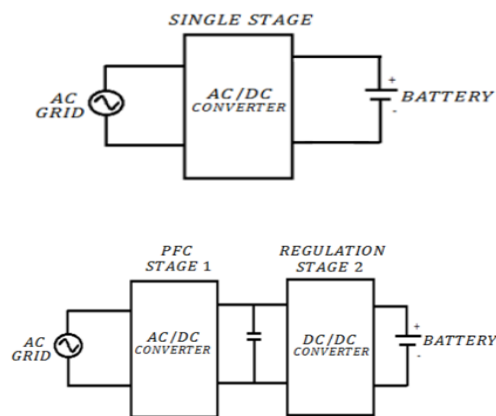 SINGLE STAGE
AC
GRID
AC/DC
CONVERTER
+
-
BATTERY
PFC
STAGE 1
REGULATION
STAGE 2
AC
GRID
AC/DC
CONVERTER
DC/DC
CONVERTER
+
-
BATTERY